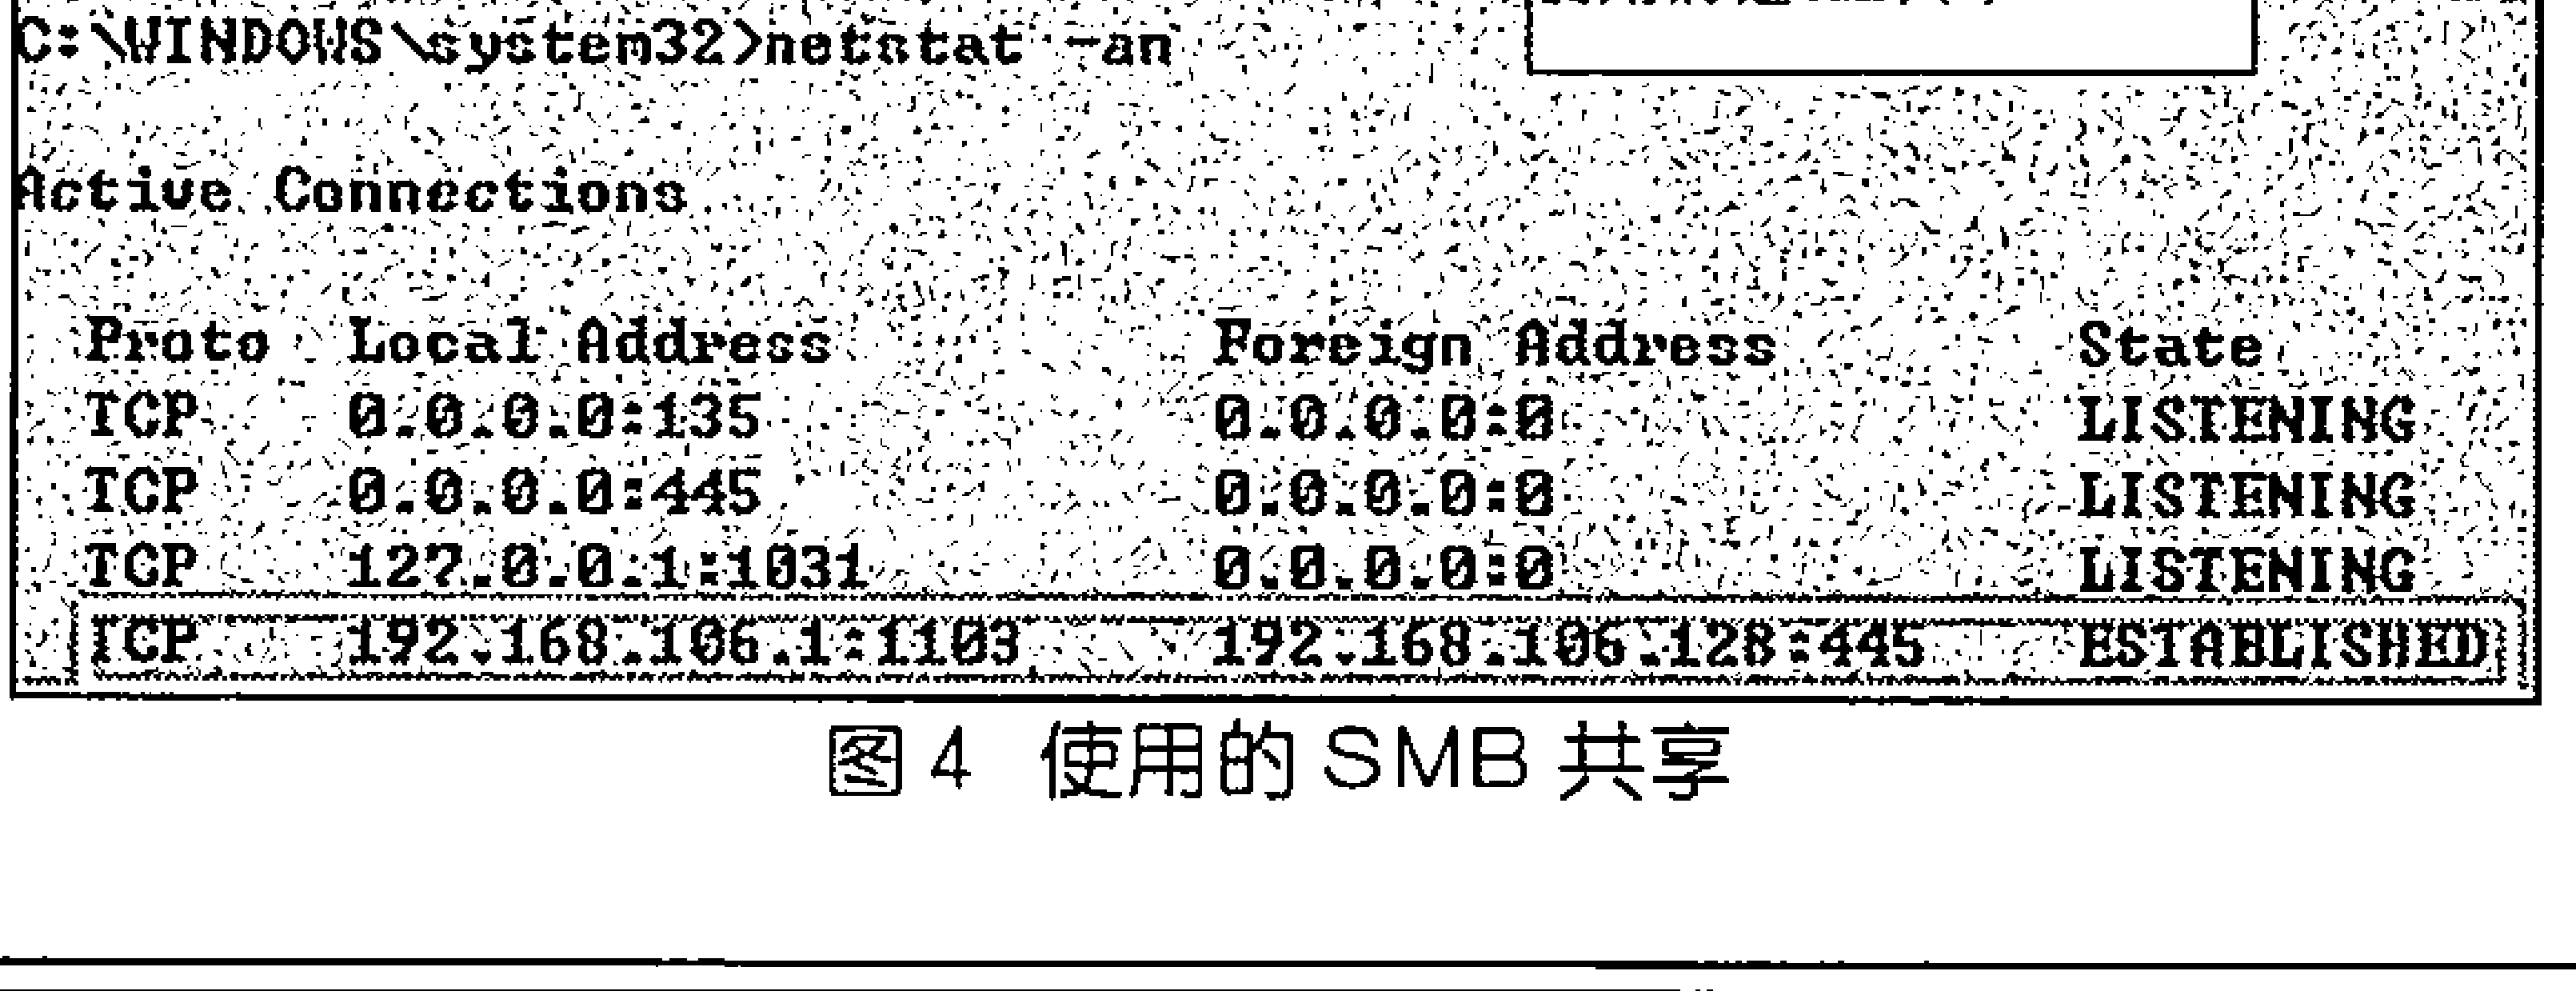 C:\WINDOWS\system32>netstat -an
Active Connections
Proto Local Address Foreign Address State
TCP 0.0.0.0:135 0.0.0.0:0 LISTENING
TCP 0.0.0.0:445 0.0.0.0:0 LISTENING
TCP 127.0.0.1:1031 0.0.0.0:0 LISTENING
TCP 192.168.106.1:1103 192.168.106.128:445 ESTABLISHED
图 4 使用的 SMB 共享